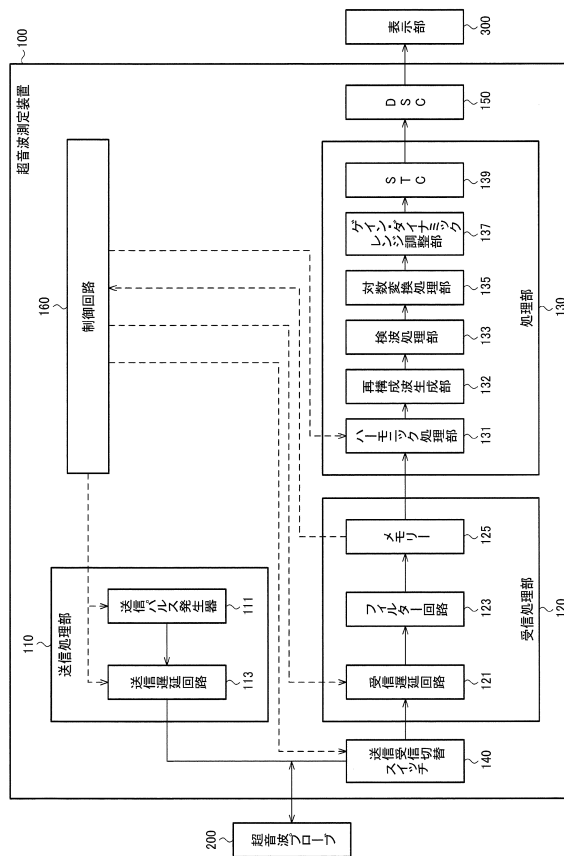 超音波測定装置
100
制御回路
160
送信処理部
110
送信パルス発生器
111
送信遅延回路
113
超音波プローブ
200
送信受信切替
スイッチ
140
受信遅延回路
121
フィルター回路
123
メモリー
125
受信処理部
120
ハーモニック処理部
131
再構成波生成部
132
検波処理部
133
対数変換処理部
135
ゲイン・ダイナミック
レンジ調整部
137
STC
139
処理部
130
DSC
150
表示部
300